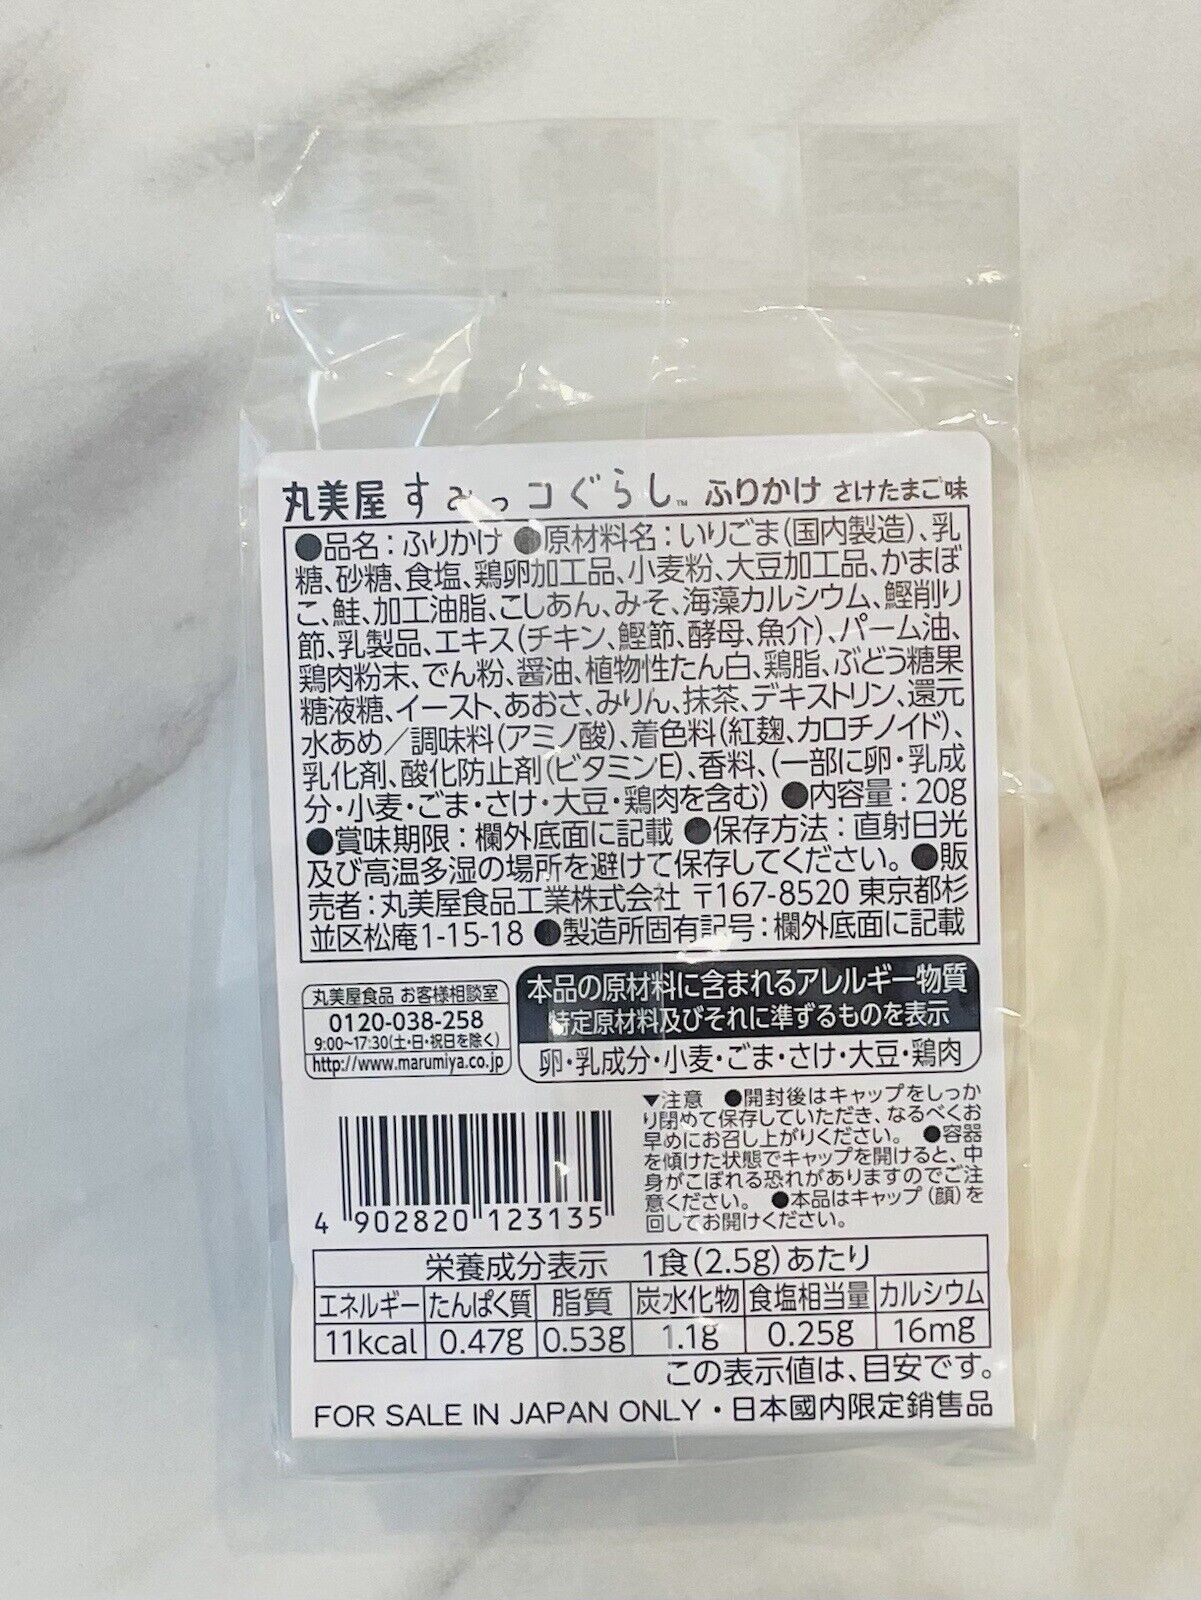 丸美屋 すみっコぐらし™ ふりかけ さけたまご味
●品名：ふりかけ ●原材料名：いりごま（国内製造）、乳
糖、砂糖、食塩、鶏卵加工品、小麦粉、大豆加工品、かまぼ
こ、鮭、加工油脂、こしあん、みそ、海藻カルシウム、鰹削り
節、乳製品、エキス（チキン、鰹節、酵母、魚介）、パーム油、
鶏肉粉末、でん粉、醤油、植物性たん白、鶏脂、ぶどう糖果
糖液糖、イースト、あおさ、みりん、抹茶、デキストリン、還元
水あめ／調味料（アミノ酸）、着色料（紅麹、カロチノイド）、
乳化剤、酸化防止剤（ビタミンE）、香料、（一部に卵・乳成
分・小麦・ごま・さけ・大豆・鶏肉を含む） ●内容量：20g
●賞味期限：欄外底面に記載 ●保存方法：直射日光
及び高温多湿の場所を避けて保存してください。●販
売者：丸美屋食品工業株式会社 〒167-8520 東京都杉
並区松庵1-15-18 ●製造所固有記号：欄外底面に記載
丸美屋食品 お客様相談室
0120-038-258
9:00~17:30(土・日・祝日を除く)
http://www.marumiya.co.jp
本品の原材料に含まれるアレルギー物質
特定原材料及びそれに準ずるものを表示
卵・乳成分・小麦・ごま・さけ・大豆・鶏肉
▼注意 ●開封後はキャップをしっか
り閉めて保存していただき、なるべくお
早めにお召し上がりください。 ●容器
を傾けた状態でキャップを開けると、中
身がこぼれる恐れがありますのでご注
意ください。 ●本品はキャップ（顔）を
回してお開けください。
4 902820 123135
栄養成分表示 1食（2.5g）あたり
エネルギー たんぱく質 脂質 炭水化物 食塩相当量 カルシウム
11kcal 0.47g 0.53g 1.1g 0.25g 16mg
この表示値は、目安です。
FOR SALE IN JAPAN ONLY・日本國内限定銷售品